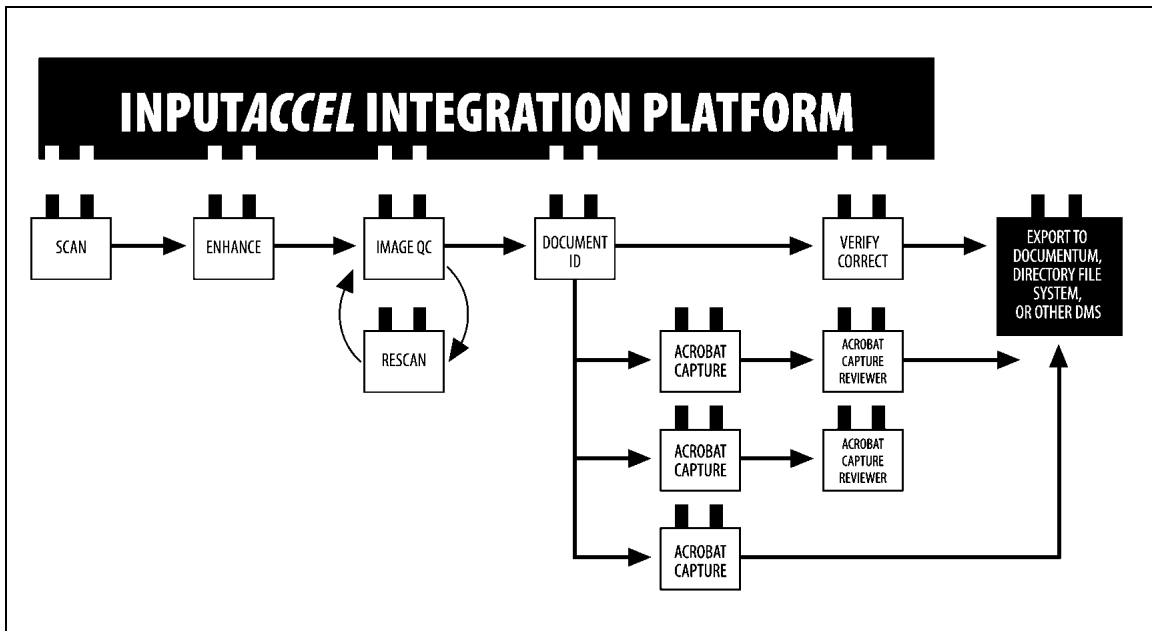 INPUTACCEL INTEGRATION PLATFORM
SCAN
ENHANCE
IMAGE QC
DOCUMENT
ID
VERIFY
CORRECT
EXPORT TO
DOCUMENTUM,
DIRECTORY FILE
SYSTEM,
OR OTHER DMS
RESCAN
ACROBAT
CAPTURE
ACROBAT
CAPTURE
REVIEWER
ACROBAT
CAPTURE
ACROBAT
CAPTURE
REVIEWER
ACROBAT
CAPTURE